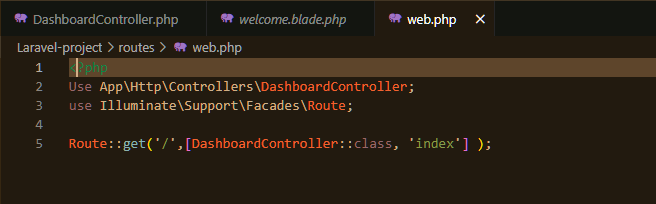 DashboardController.php welcome.blade.php web.php
Laravel-project > routes > web.php
1 <?php
2 Use App\Http\Controllers\DashboardController;
3 use Illuminate\Support\Facades\Route;
4
5 Route::get('/',[DashboardController::class, 'index'] );